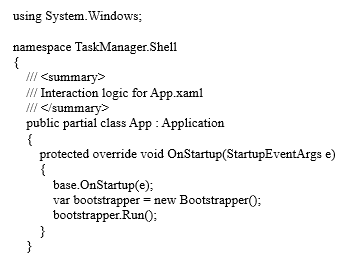 using System.Windows;
namespace TaskManager.Shell
{
/// <summary>
/// Interaction logic for App.xaml
/// </summary>
public partial class App : Application
{
protected override void OnStartup(StartupEventArgs e)
{
base.OnStartup(e);
var bootstrapper = new Bootstrapper();
bootstrapper.Run();
}
}